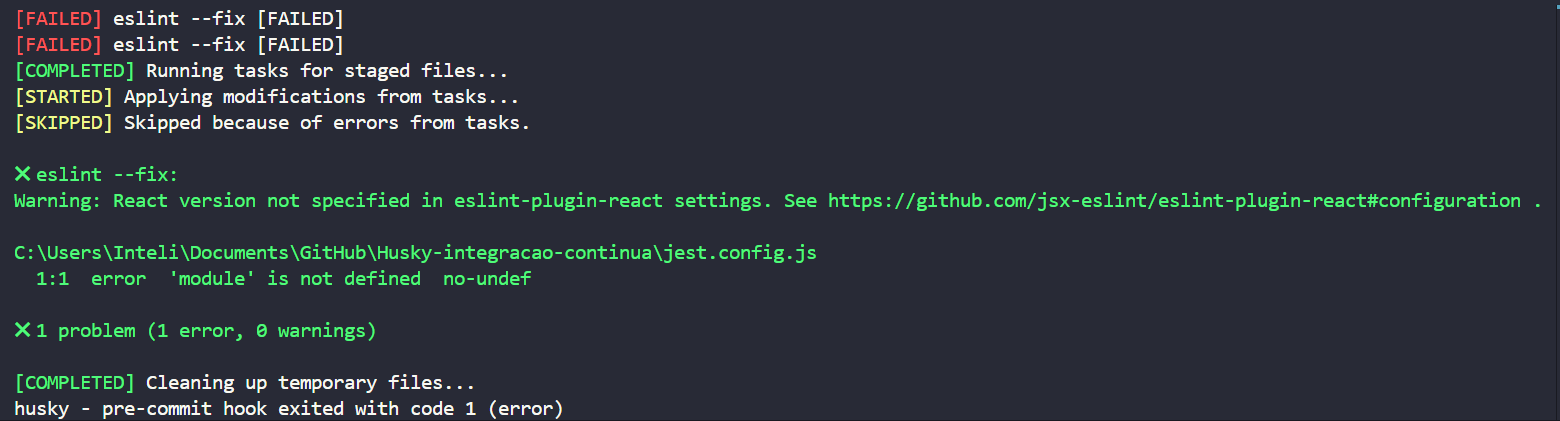 [FAILED] eslint --fix [FAILED]
[FAILED] eslint --fix [FAILED]
[COMPLETED] Running tasks for staged files...
[STARTED] Applying modifications from tasks...
[SKIPPED] Skipped because of errors from tasks.
✕ eslint --fix:
Warning: React version not specified in eslint-plugin-react settings. See https://github.com/jsx-eslint/eslint-plugin-react#configuration .
C:\Users\Inteli\Documents\GitHub\Husky-integracao-continua\jest.config.js
1:1  error  'module' is not defined  no-undef
✕ 1 problem (1 error, 0 warnings)
[COMPLETED] Cleaning up temporary files...
husky - pre-commit hook exited with code 1 (error)